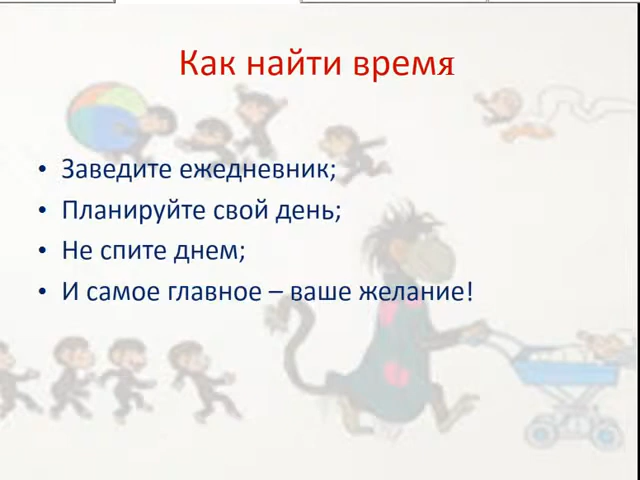 Как найти время
• Заведите ежедневник;
• Планируйте свой день;
• Не спите днем;
• И самое главное – ваше желание!